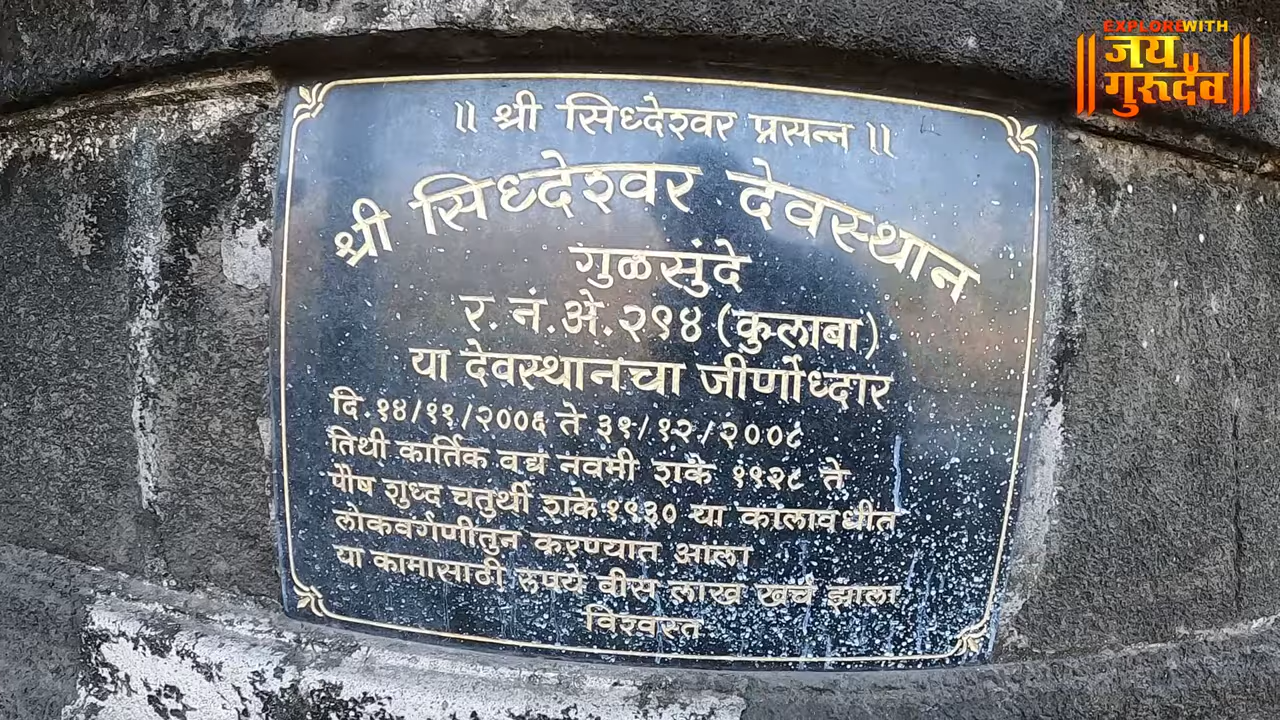 EXPLORE WITH
जय
गुरुदेव
॥ श्री सिध्देश्वर प्रसन्न ॥
श्री सिध्देश्वर देवस्थान
गुळसुंदे
र. नं. अे. २९४ (कुलाबा)
या देवस्थानचा जीर्णोध्दार
दि. १४/११/२००६ ते ३१/१२/२००८
तिथी कार्तिक वद्य नवमी शके १९२८ ते
पौष शुध्द चतुर्थी शके १९३० या कालावधीत
लोकवर्गणीतुन करण्यात आला
या कामासाठी रुपये वीस लाख खर्च झाला
विश्वस्त